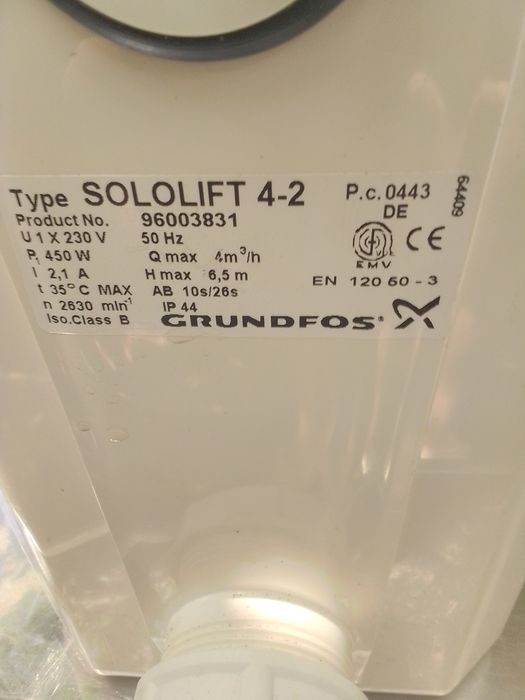 Type SOLOLIFT 4-2 P.c. 0443
Product No. 96003831 DE
U 1 X 230 V 50 Hz
P1 450 W Q max 4m³/h CE
I 2,1 A H max 6,5 m EMV
t 35°C MAX AB 10s/26s EN 120 50 - 3
n 2630 min⁻¹ IP 44
Iso.Class B GRUNDFOS®
64409